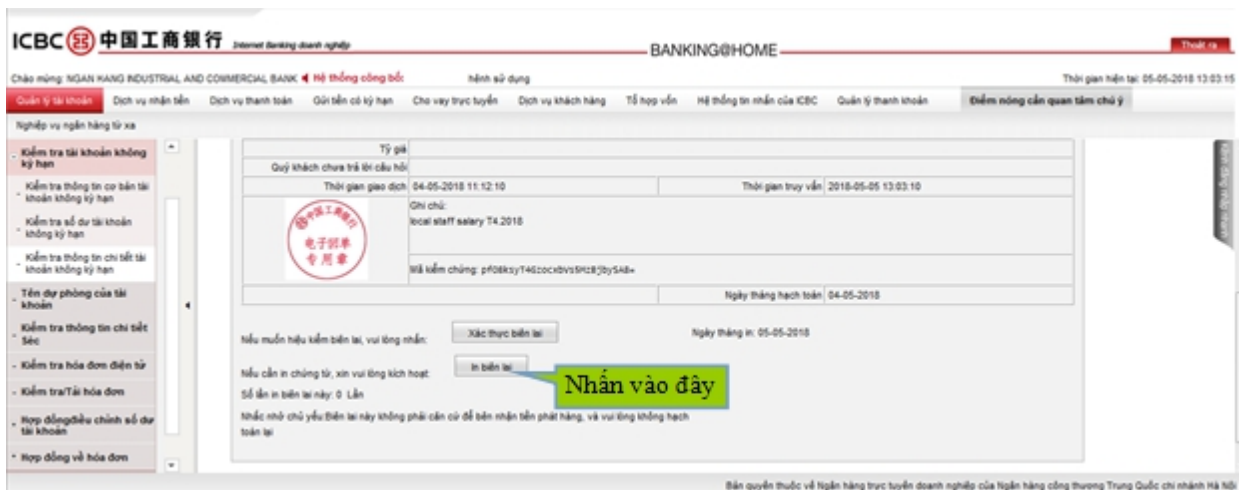 ICBC 中国工商银行 Internet Banking doanh nghiệp
BANKING@HOME
Thoát ra
Chào mừng: NGAN HANG INDUSTRIAL AND COMMERCIAL BANK Hệ thống công bố: hềnh sử dụng Thời gian hiện tại: 05-05-2018 13:03:15
Quản lý tài khoản Dịch vụ nhận tiền Dịch vụ thanh toán Gửi tiền có kỳ hạn Cho vay trực tuyến Dịch vụ khách hàng Tổ hợp vốn Hệ thống tin nhắn của ICBC Quản lý thanh khoản Điểm nóng cần quan tâm chú ý
Nghiệp vụ ngân hàng từ xa
Kiểm tra tài khoản không kỳ hạn
Kiểm tra thông tin cơ bản tài khoản không kỳ hạn
Kiểm tra số dư tài khoản không kỳ hạn
Kiểm tra thông tin chi tiết tài khoản không kỳ hạn
Tên dự phòng của tài khoản
Kiểm tra thông tin chi tiết Séc
Kiểm tra hóa đơn điện tử
Kiểm tra/Tải hóa đơn
Hợp đồngđiều chỉnh số dư tài khoản
Hợp đồng về hóa đơn
Tỷ giá
Quý khách chưa trả lời câu hỏi
Thời gian giao dịch 04-05-2018 11:12:10 Thời gian truy vấn 2018-05-05 13:03:10
中国工商银行
电子回单
专用章
Ghi chú:
local staff salary T4.2018
Mã kiểm chứng:
Ngày tháng hạch toán 04-05-2018
Nếu muốn hiệu kiểm biên lai, vui lòng nhấn: Xác thực biên lai Ngày tháng in: 05-05-2018
Nếu cần in chứng từ, xin vui lòng kích hoạt: In biên lai
Nhấn vào đây
Số lần in biên lai này: 0 Lần
Nhắc nhở chủ yếu:Biên lai này không phải căn cứ để bên nhận tiền phát hàng, và vui lòng không hạch
toán lại
Bản quyền thuộc về Ngân hàng trực tuyến doanh nghiệp của Ngân hàng công thương Trung Quốc chi nhánh Hà Nội